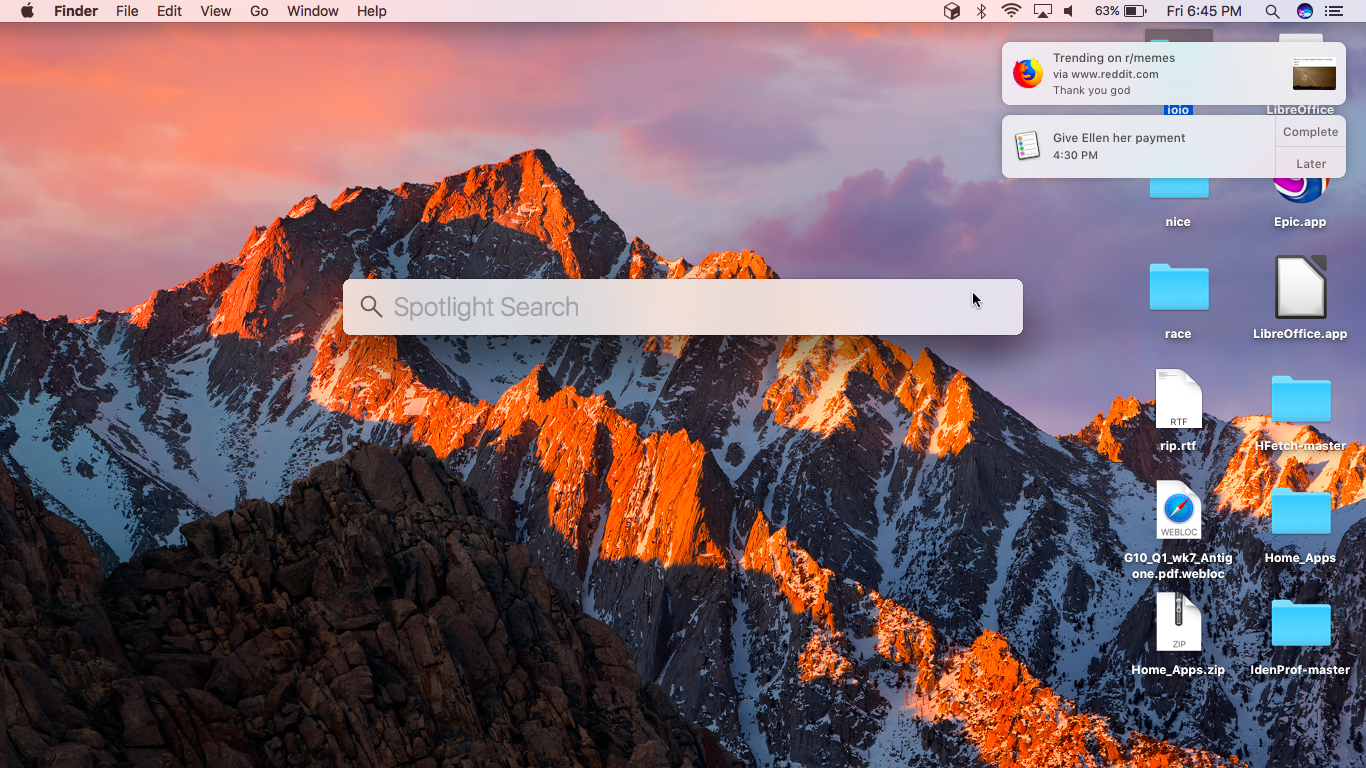 Finder File Edit View Go Window Help 63% Fri 6:45 PM
Trending on r/memes
via www.reddit.com
Thank you god
ioio
LibreOffice
Give Ellen her payment
4:30 PM
Complete
Later
nice
Epic.app
Spotlight Search
race
LibreOffice.app
RTF
rip.rtf
HFetch-master
WEBLOC
G10_Q1_wk7_Antig
one.pdf.webloc
Home_Apps
ZIP
Home_Apps.zip
IdenProf-master